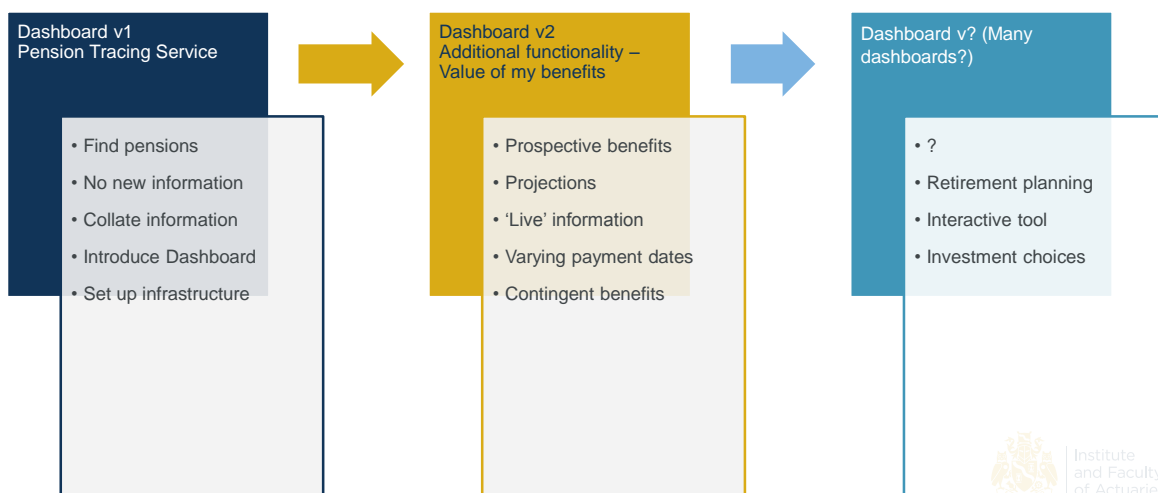 Dashboard v1
Pension Tracing Service
• Find pensions
• No new information
• Collate information
• Introduce Dashboard
• Set up infrastructure
Dashboard v2
Additional functionality –
Value of my benefits
• Prospective benefits
• Projections
• ‘Live’ information
• Varying payment dates
• Contingent benefits
Dashboard v? (Many
dashboards?)
• ?
• Retirement planning
• Interactive tool
• Investment choices
Institute
and Faculty
of Actuaries